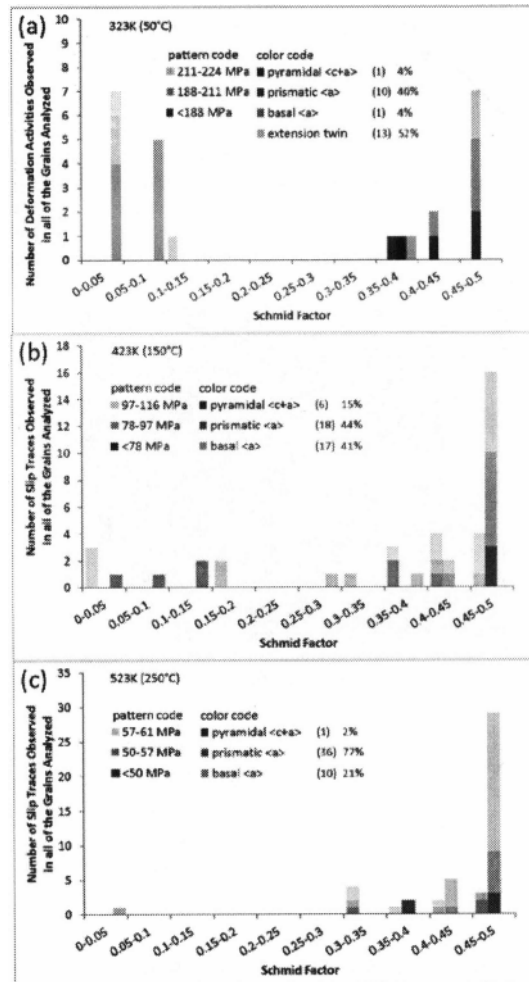 (a) 323K (50°C)
pattern code color code
211-224 MPa pyramidal <c+a> (1) 4%
188-211 MPa prismatic <a> (10) 40%
<188 MPa basal <a> (1) 4%
extension twin (13) 52%
Number of Deformation Activities Observed
in all of the Grains Analyzed
10
9
8
7
6
5
4
3
2
1
0
0-0.05 0.05-0.1 0.1-0.15 0.15-0.2 0.2-0.25 0.25-0.3 0.3-0.35 0.35-0.4 0.4-0.45 0.45-0.5
Schmid Factor
(b) 423K (150°C)
pattern code color code
97-116 MPa pyramidal <c+a> (6) 15%
78-97 MPa prismatic <a> (18) 44%
<78 MPa basal <a> (17) 41%
Number of Slip Traces Observed
in all of the Grains Analyzed
18
16
14
12
10
8
6
4
2
0
0-0.05 0.05-0.1 0.1-0.15 0.15-0.2 0.2-0.25 0.25-0.3 0.3-0.35 0.35-0.4 0.4-0.45 0.45-0.5
Schmid Factor
(c) 523K (250°C)
pattern code color code
57-61 MPa pyramidal <c+a> (1) 2%
50-57 MPa prismatic <a> (36) 77%
<50 MPa basal <a> (10) 21%
Number of Slip Traces Observed
in all of the Grains Analyzed
35
30
25
20
15
10
5
0
0-0.05 0.05-0.1 0.1-0.15 0.15-0.2 0.2-0.25 0.25-0.3 0.3-0.35 0.35-0.4 0.4-0.45 0.45-0.5
Schmid Factor